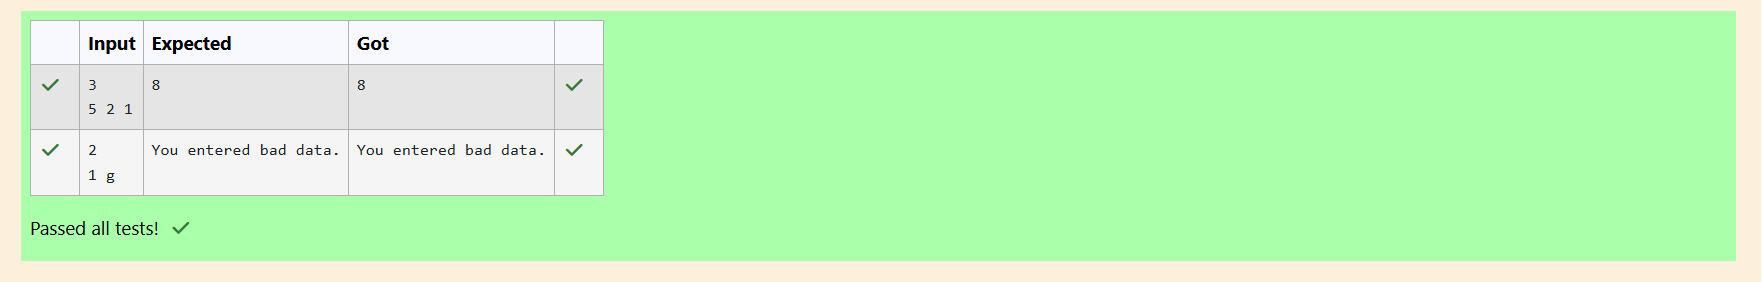 Input Expected Got
3 8 8
5 2 1
2 You entered bad data. You entered bad data.
1 g
Passed all tests!